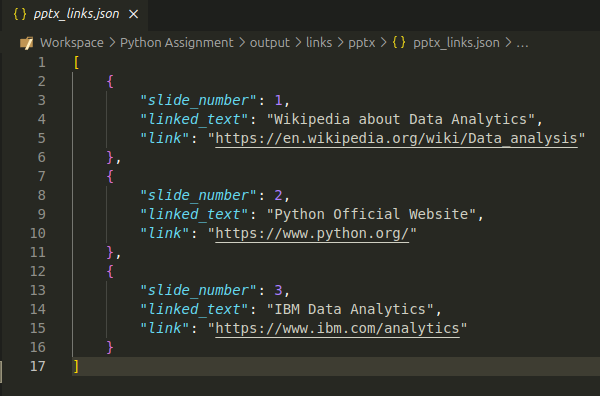 {} pptx_links.json ×
Workspace > Python Assignment > output > links > pptx > {} pptx_links.json > ...
1 [
2 {
3 "slide_number": 1,
4 "linked_text": "Wikipedia about Data Analytics",
5 "link": "https://en.wikipedia.org/wiki/Data_analysis"
6 },
7 {
8 "slide_number": 2,
9 "linked_text": "Python Official Website",
10 "link": "https://www.python.org/"
11 },
12 {
13 "slide_number": 3,
14 "linked_text": "IBM Data Analytics",
15 "link": "https://www.ibm.com/analytics"
16 }
17 ]